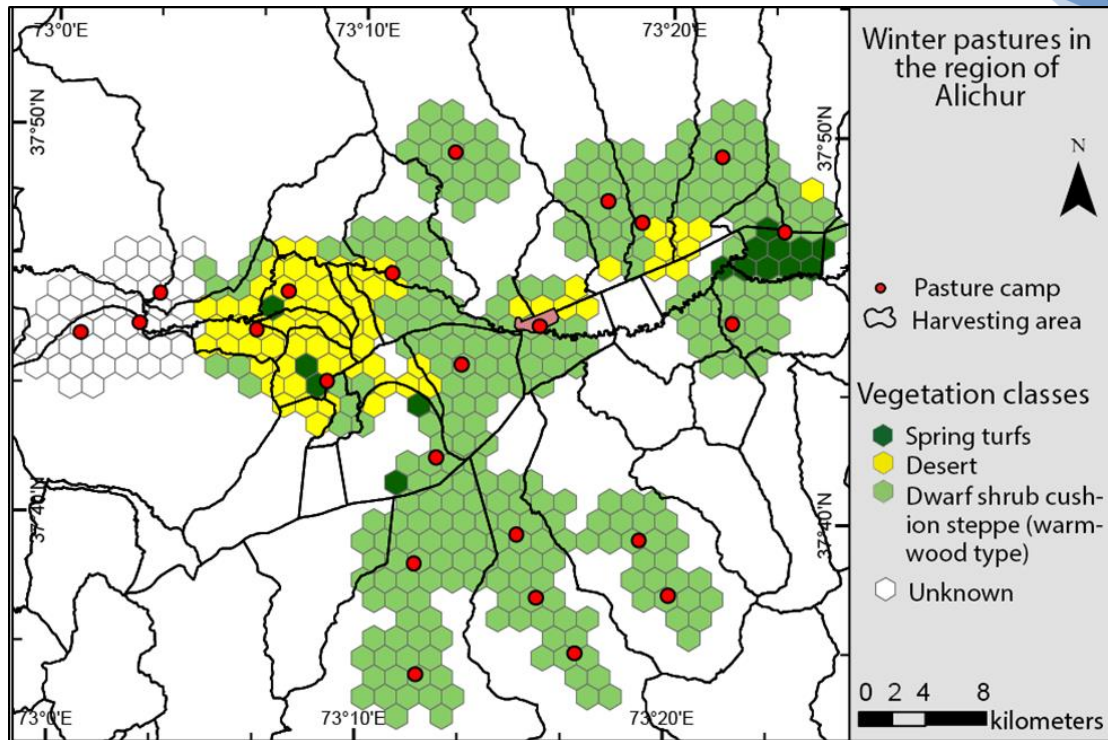 73°0'E
73°10'E
73°20'E
37°50'N
37°50'N
37°40'N
37°40'N
73°0'E
73°10'E
73°20'E
Winter pastures in
the region of
Alichur
N
Pasture camp
Harvesting area
Vegetation classes
Spring turfs
Desert
Dwarf shrub cush-
ion steppe (warm-
wood type)
Unknown
0 2 4 8
kilometers